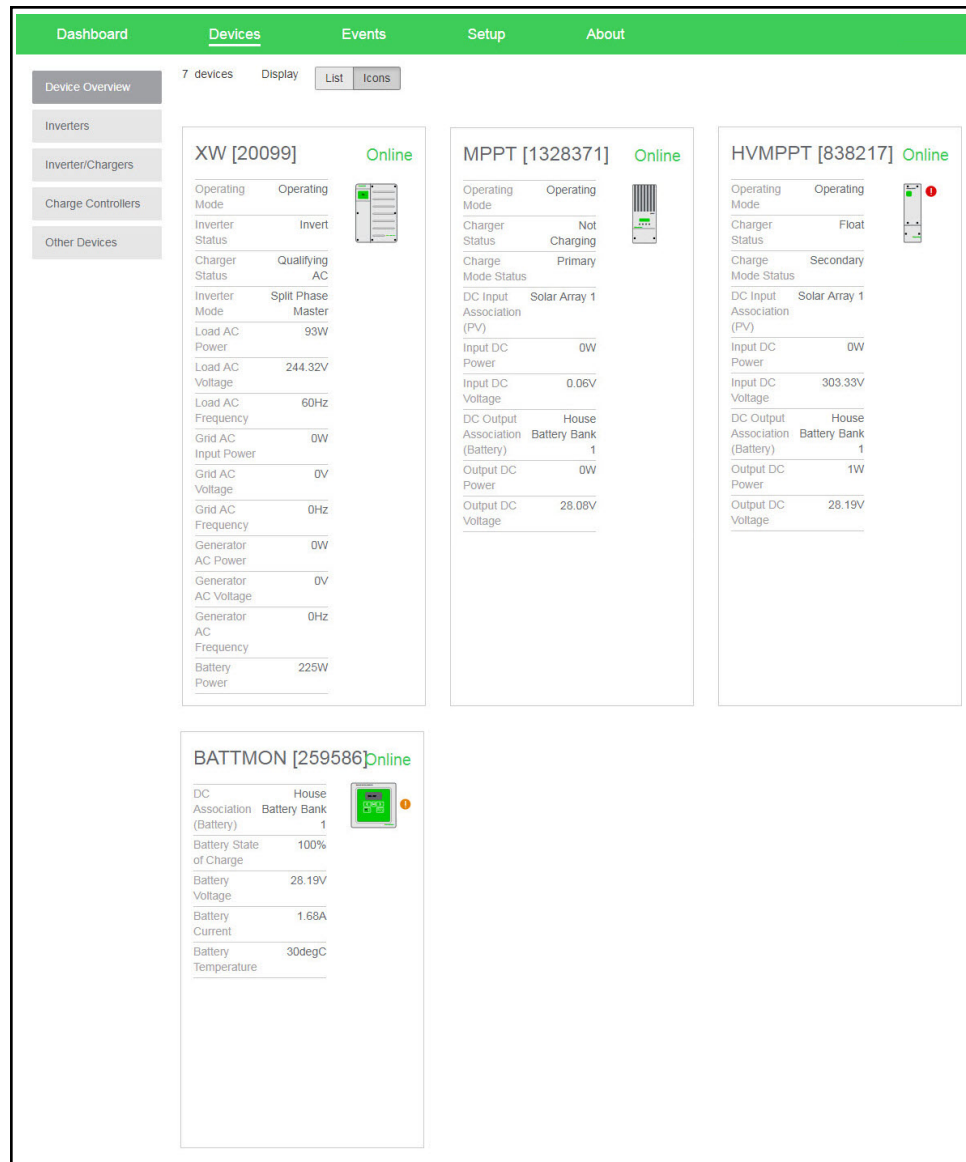 Dashboard Devices Events Setup About
7 devices Display List Icons
Device Overview
Inverters
Inverter/Chargers
Charge Controllers
Other Devices
XW [20099] Online
Operating Operating
Mode
Inverter Invert
Status
Charger Qualifying
Status AC
Inverter Split Phase
Mode Master
Load AC 93W
Power
Load AC 244.32V
Voltage
Load AC 60Hz
Frequency
Grid AC 0W
Input Power
Grid AC 0V
Voltage
Grid AC 0Hz
Frequency
Generator 0W
AC Power
Generator 0V
AC Voltage
Generator 0Hz
AC
Frequency
Battery 225W
Power
MPPT [1328371] Online
Operating Operating
Mode
Charger Not
Status Charging
Charge Primary
Mode Status
DC Input Solar Array 1
Association
(PV)
Input DC 0W
Power
Input DC 0.06V
Voltage
DC Output House
Association Battery Bank
(Battery) 1
Output DC 0W
Power
Output DC 28.08V
Voltage
HVMPPT [838217] Online
Operating Operating
Mode
Charger Float
Status
Charge Secondary
Mode Status
DC Input Solar Array 1
Association
(PV)
Input DC 0W
Power
Input DC 303.33V
Voltage
DC Output House
Association Battery Bank
(Battery) 1
Output DC 1W
Power
Output DC 28.19V
Voltage
BATTMON [259586] Online
DC House
Association Battery Bank
(Battery) 1
Battery State 100%
of Charge
Battery 28.19V
Voltage
Battery 1.68A
Current
Battery 30degC
Temperature